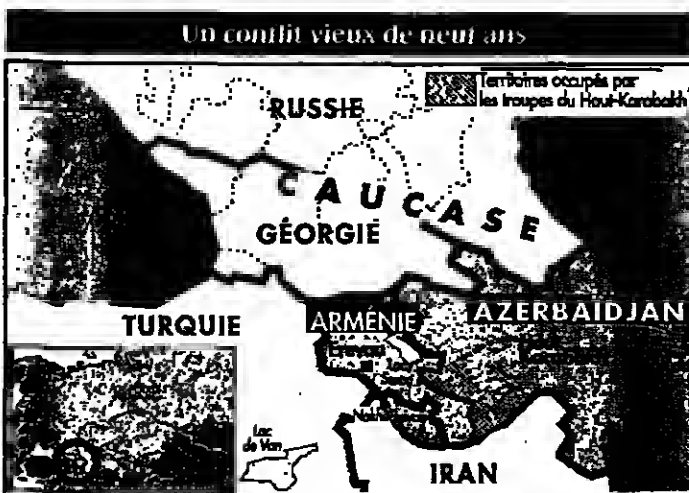 Un conflit vieux de neuf ans
Territoires occupés par
les troupes du Haut-Karabakh
RUSSIE
CAUCASE
GÉORGIE
TURQUIE
ARMÉNIE
AZERBAIDJAN
Erevan
Lac
de Van
IRAN